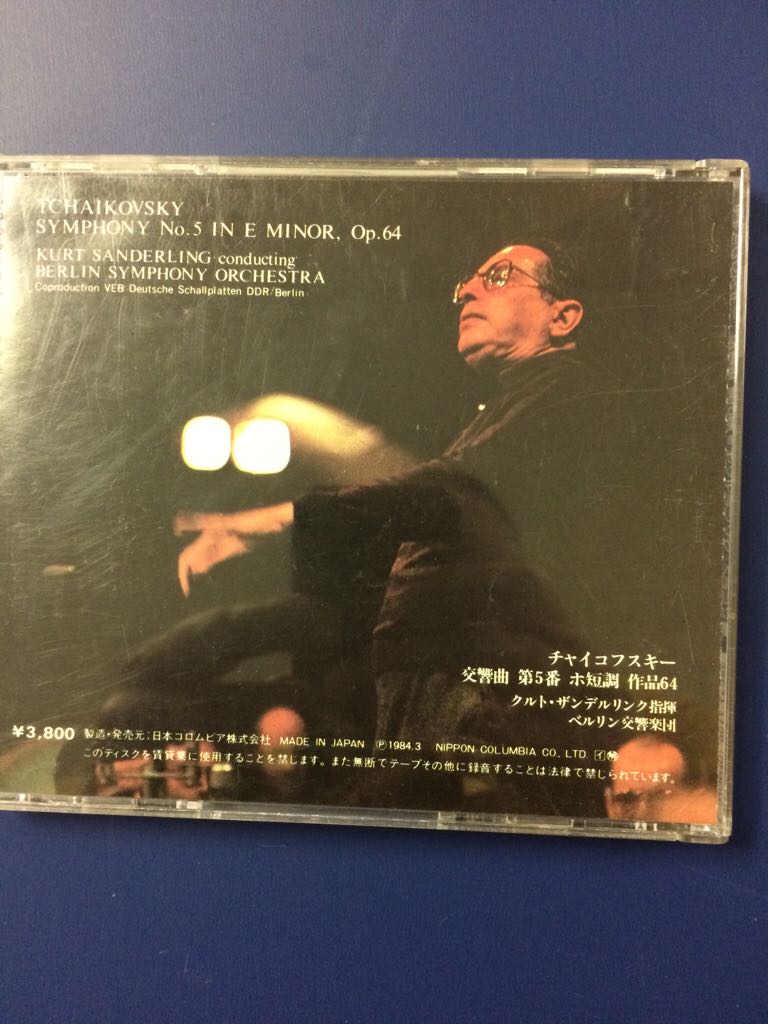 TCHAIKOVSKY
SYMPHONY No.5 IN E MINOR, Op.64
KURT SANDERLING conducting
BERLIN SYMPHONY ORCHESTRA
Coproduction VEB Deutsche Schallplatten DDR/Berlin
チャイコフスキー
交響曲 第5番 ホ短調 作品64
クルト・ザンデルリンク指揮
ベルリン交響楽団
¥3,800 製造・発売元:日本コロムビア株式会社 MADE IN JAPAN Ⓟ1984.3 NIPPON COLUMBIA CO., LTD.
このディスクを賃貸業に使用することを禁じます。また無断でテープその他に録音することは法律で禁じられています。